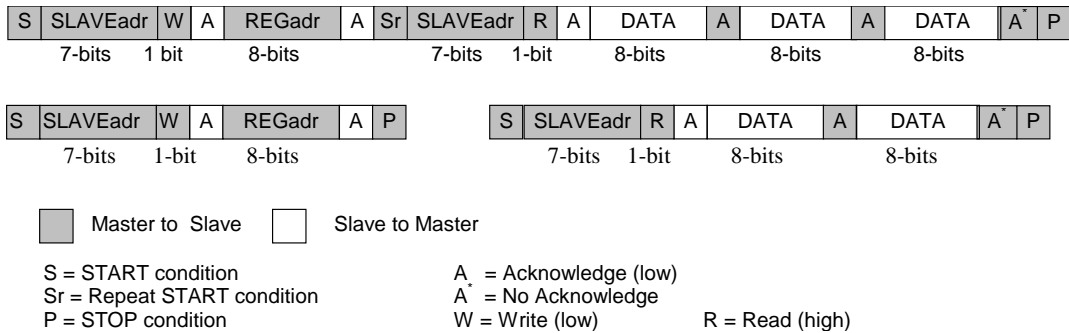 S SLAVEadr W A REGadr A Sr SLAVEadr R A DATA A DATA A DATA A* P
7-bits 1 bit 8-bits 7-bits 1-bit 8-bits 8-bits 8-bits
S SLAVEadr W A REGadr A P
7-bits 1-bit 8-bits
S SLAVEadr R A DATA A DATA A* P
7-bits 1-bit 8-bits 8-bits
Master to Slave Slave to Master
S = START condition
Sr = Repeat START condition
P = STOP condition
A = Acknowledge (low)
A* = No Acknowledge
W = Write (low) R = Read (high)